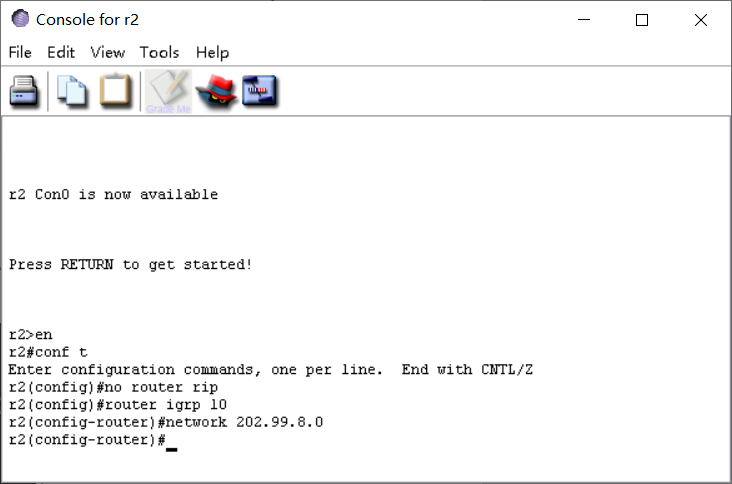 Console for r2
File Edit View Tools Help
Grade Me
r2 Con0 is now available
Press RETURN to get started!
r2>en
r2#conf t
Enter configuration commands, one per line.  End with CNTL/Z
r2(config)#no router rip
r2(config)#router igrp 10
r2(config-router)#network 202.99.8.0
r2(config-router)#